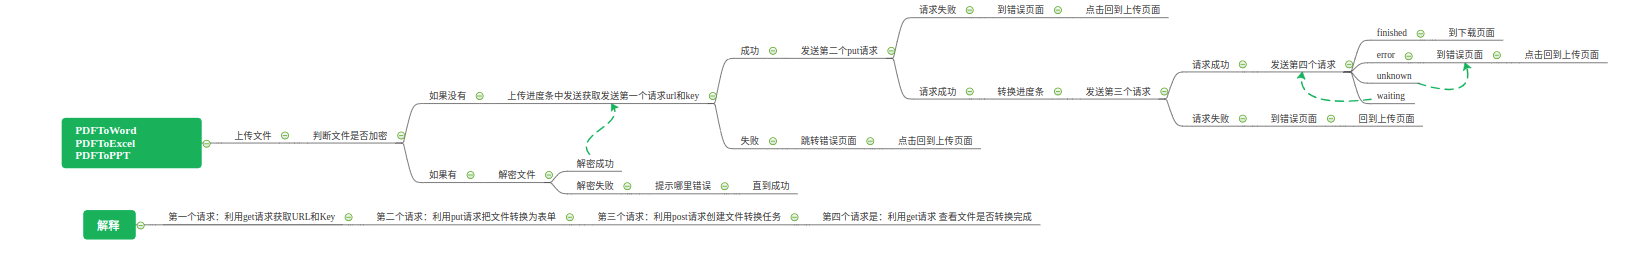 PDFToWord
PDFToExcel
PDFToPPT
上传文件
判断文件是否加密
如果没有
上传进度条中发送获取发送第一个请求url和key
成功
发送第二个put请求
请求失败
到错误页面
点击回到上传页面
请求成功
转换进度条
发送第三个请求
请求成功
发送第四个请求
finished
到下载页面
error
到错误页面
点击回到上传页面
unknown
waiting
请求失败
到错误页面
回到上传页面
失败
跳转错误页面
点击回到上传页面
如果有
解密文件
解密成功
解密失败
提示哪里错误
直到成功
解释
第一个请求：利用get请求获取URL和Key
第二个请求：利用put请求把文件转换为表单
第三个请求：利用post请求创建文件转换任务
第四个请求是：利用get请求 查看文件是否转换完成